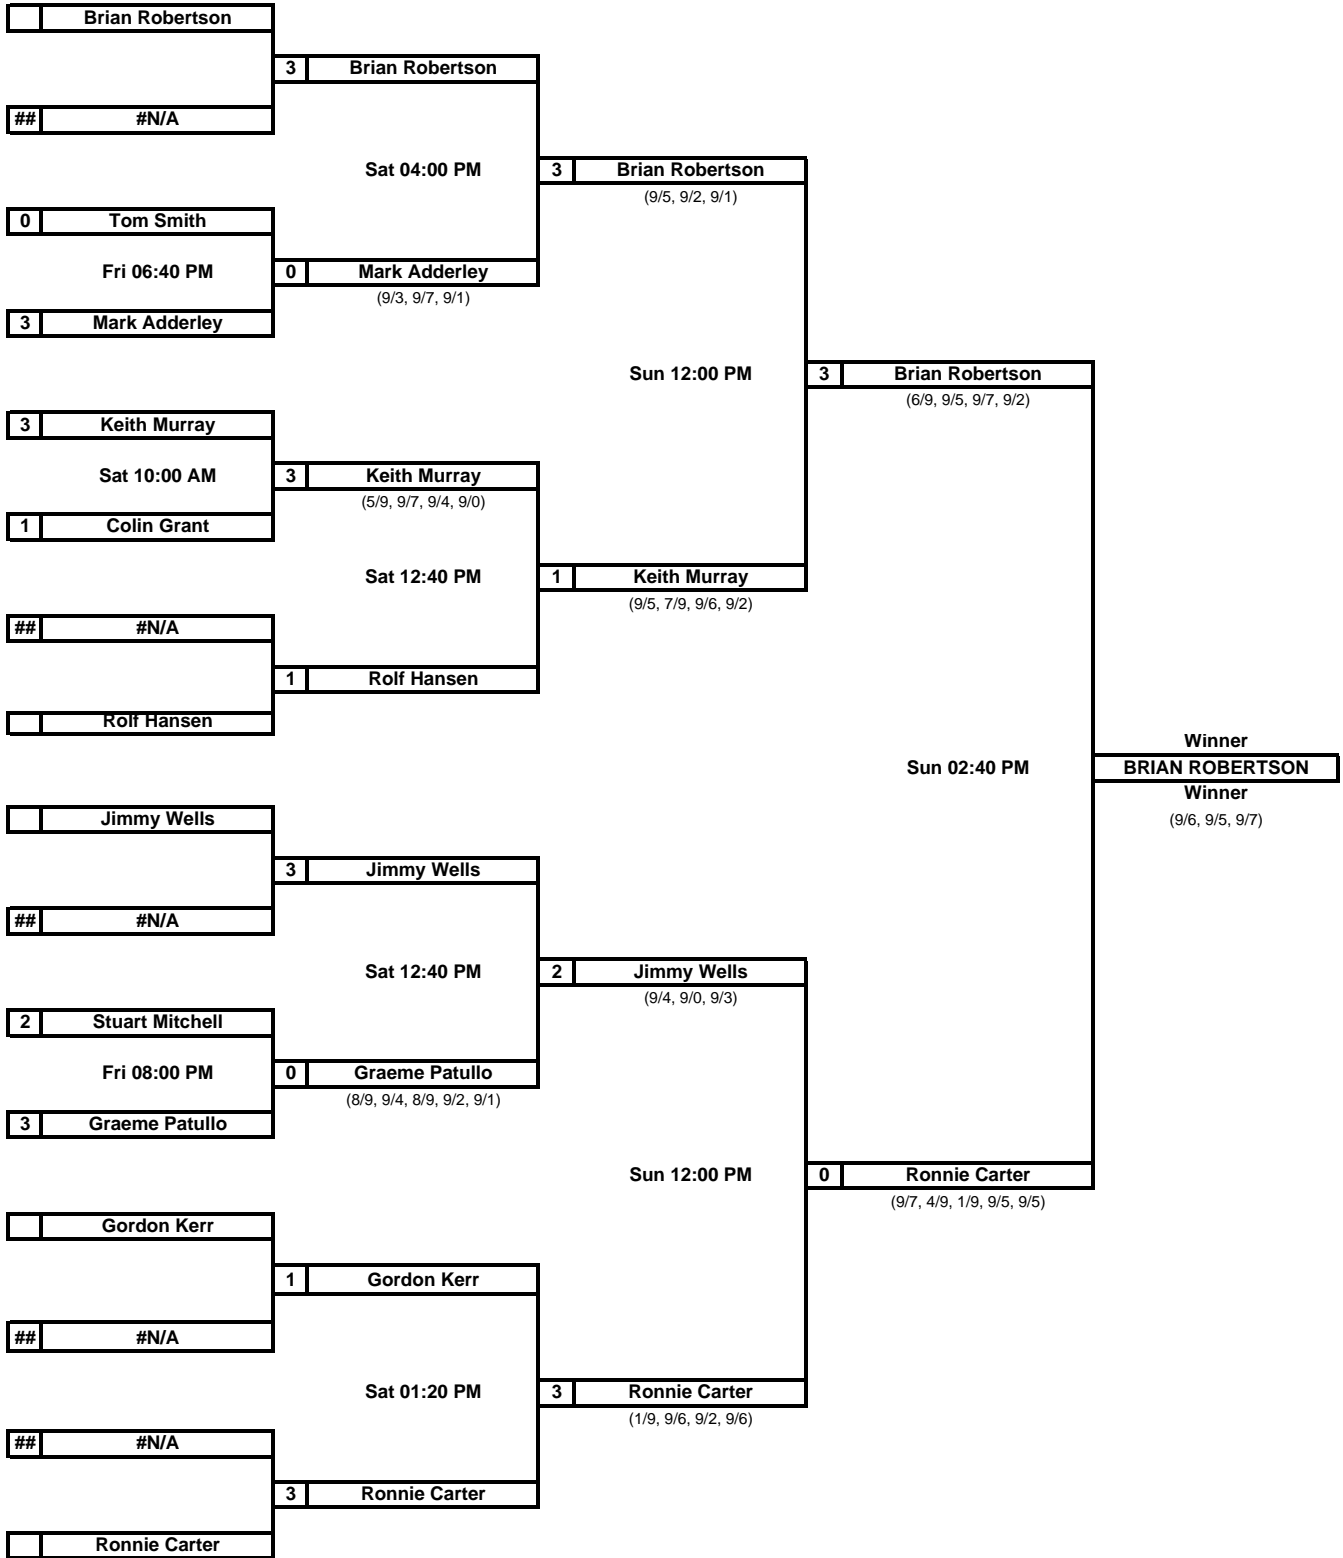 Brian Robertson
3 Brian Robertson
## #N/A
Sat 04:00 PM
3 Brian Robertson
(9/5, 9/2, 9/1)
0 Tom Smith
Fri 06:40 PM
0 Mark Adderley
(9/3, 9/7, 9/1)
3 Mark Adderley
Sun 12:00 PM
3 Brian Robertson
(6/9, 9/5, 9/7, 9/2)
3 Keith Murray
Sat 10:00 AM
3 Keith Murray
(5/9, 9/7, 9/4, 9/0)
1 Colin Grant
Sat 12:40 PM
1 Keith Murray
(9/5, 7/9, 9/6, 9/2)
## #N/A
1 Rolf Hansen
Rolf Hansen
Winner
Sun 02:40 PM
BRIAN ROBERTSON
Winner
(9/6, 9/5, 9/7)
Jimmy Wells
3 Jimmy Wells
## #N/A
Sat 12:40 PM
2 Jimmy Wells
(9/4, 9/0, 9/3)
2 Stuart Mitchell
Fri 08:00 PM
0 Graeme Patullo
(8/9, 9/4, 8/9, 9/2, 9/1)
3 Graeme Patullo
Sun 12:00 PM
0 Ronnie Carter
(9/7, 4/9, 1/9, 9/5, 9/5)
Gordon Kerr
1 Gordon Kerr
## #N/A
Sat 01:20 PM
3 Ronnie Carter
(1/9, 9/6, 9/2, 9/6)
## #N/A
3 Ronnie Carter
Ronnie Carter